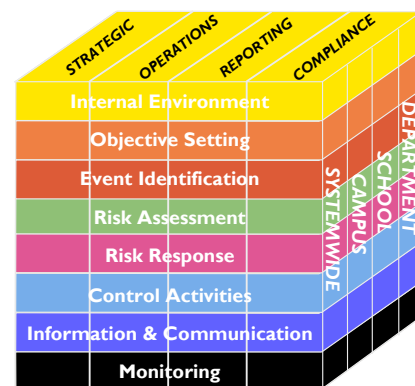 STRATEGIC
OPERATIONS
REPORTING
COMPLIANCE
Internal Environment
Objective Setting
Event Identification
Risk Assessment
Risk Response
Control Activities
Information & Communication
Monitoring
SYSTEMWIDE
CAMPUS
SCHOOL
DEPARTMENT